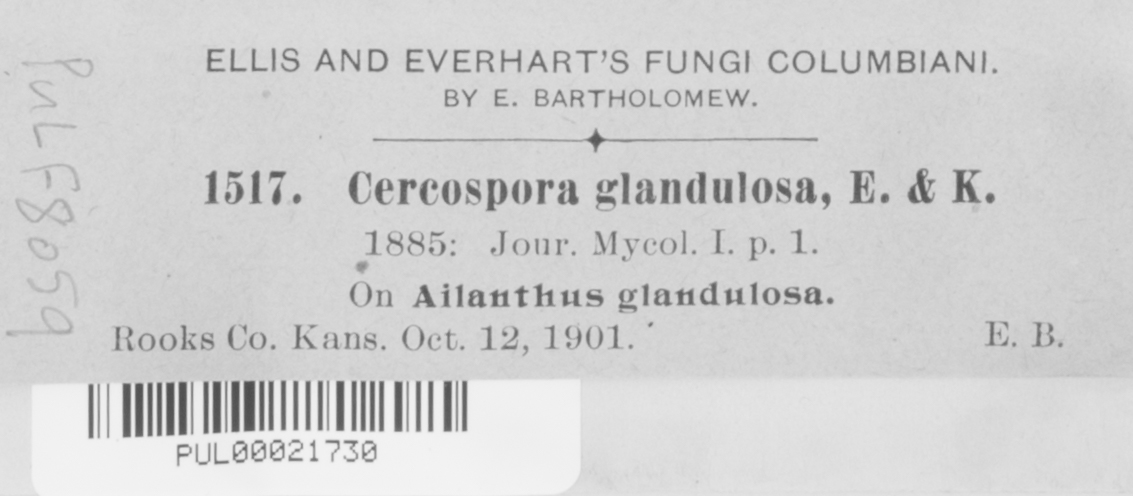 ELLIS AND EVERHART'S FUNGI COLUMBIANI.
BY E. BARTHOLOMEW.
1517. Cercospora glandulosa, E. & K.
1885: Jour. Mycol. I. p. 1.
On Ailanthus glandulosa.
Rooks Co. Kans. Oct. 12, 1901. E. B.
PUL F8059
PUL00021730